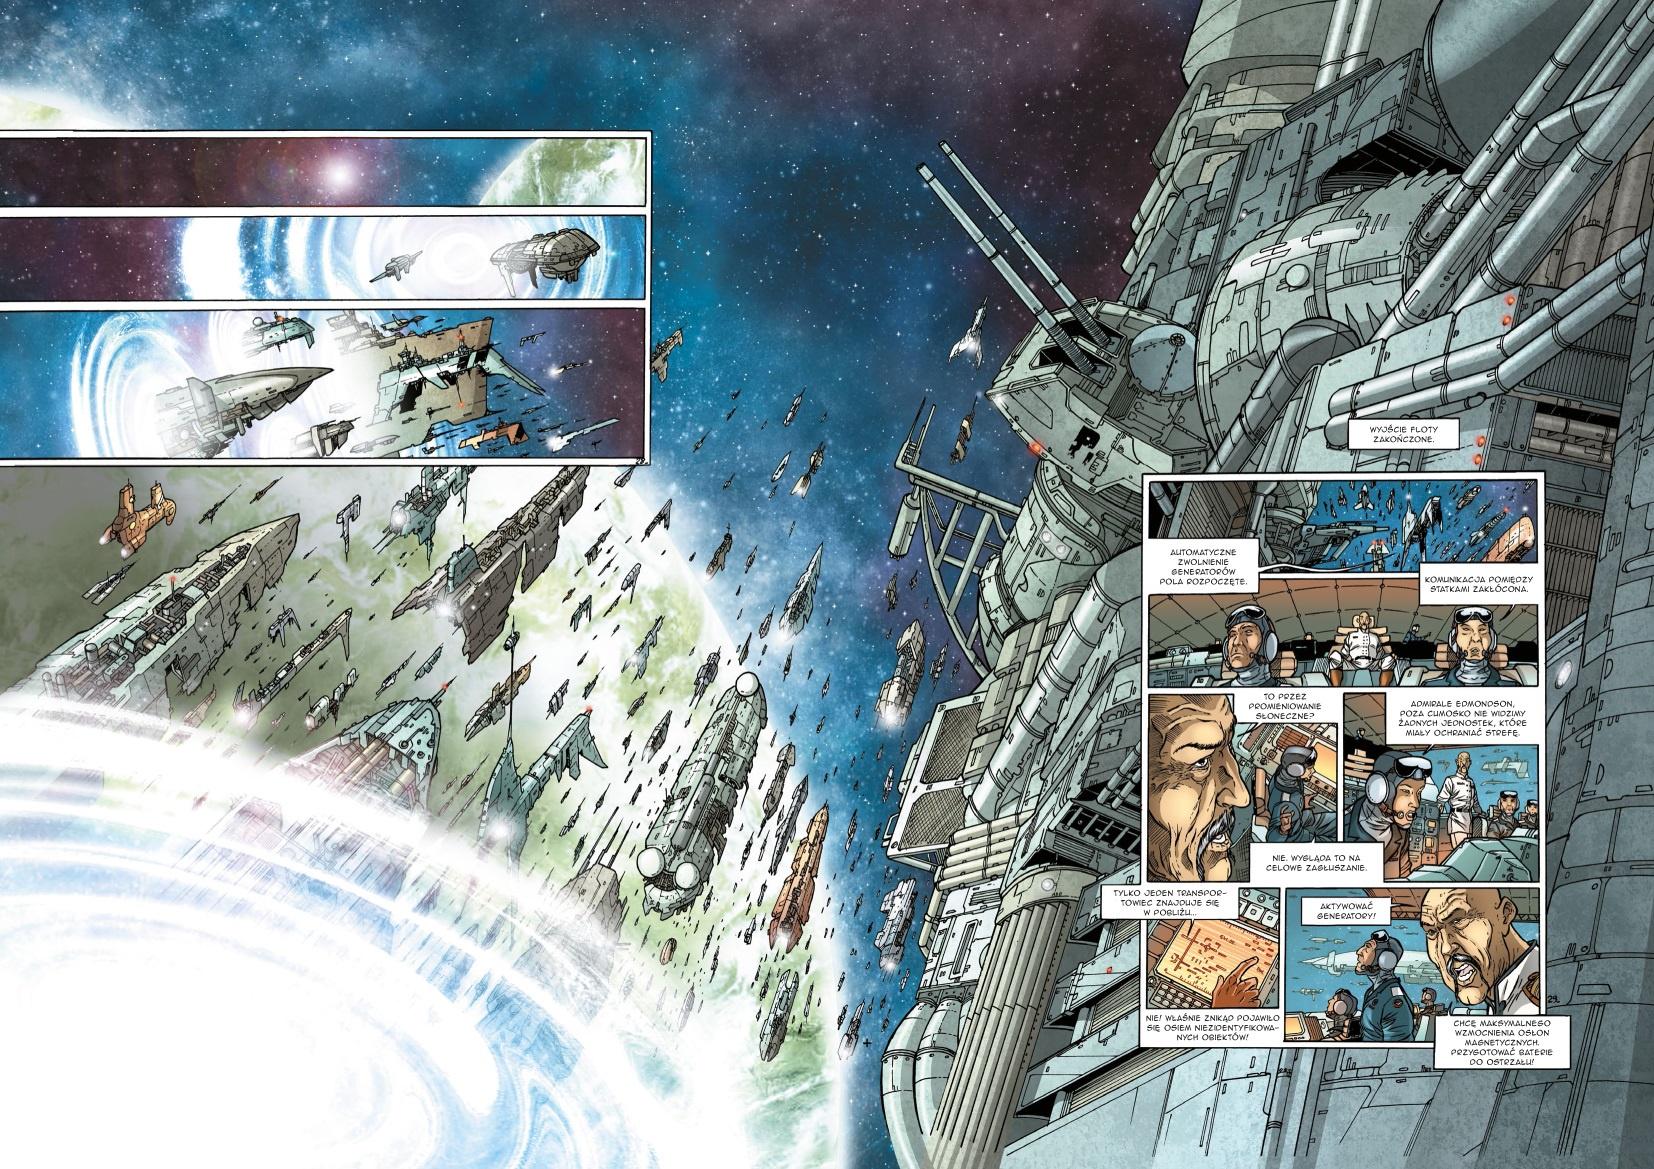 WYJŚCIE FLOTY
ZAKOŃCZONE.
AUTOMATYCZNE
ZWOLNIENIE
GENERATORÓW
POLA ROZPOCZĘTE.
KOMUNIKACJA POMIĘDZY
STATKAMI ZAKŁÓCONA.
TO PRZEZ
PROMIENIOWANIE
SŁONECZNE?
ADMIRALE EDMONDSON,
POZA CUMOSKO NIE WIDZIMY
ŻADNYCH JEDNOSTEK, KTÓRE
MIAŁY OCHRANIAĆ STREFĘ.
NIE. WYGLĄDA TO NA
CELOWE ZAGŁUSZANIE.
TYLKO JEDEN TRANSPOR-
TOWIEC ZNAJDUJE SIĘ
W POBLIŻU...
NIE! WŁAŚNIE ZNIKĄD POJAWIŁO
SIĘ OSIEM NIEZIDENTYFIKOWA-
NYCH OBIEKTÓW!
AKTYWOWAĆ
GENERATORY!
CHCĘ MAKSYMALNEGO
WZMOCNIENIA OSŁON
MAGNETYCZNYCH.
PRZYGOTOWAĆ BATERIE
DO OSTRZAŁU!